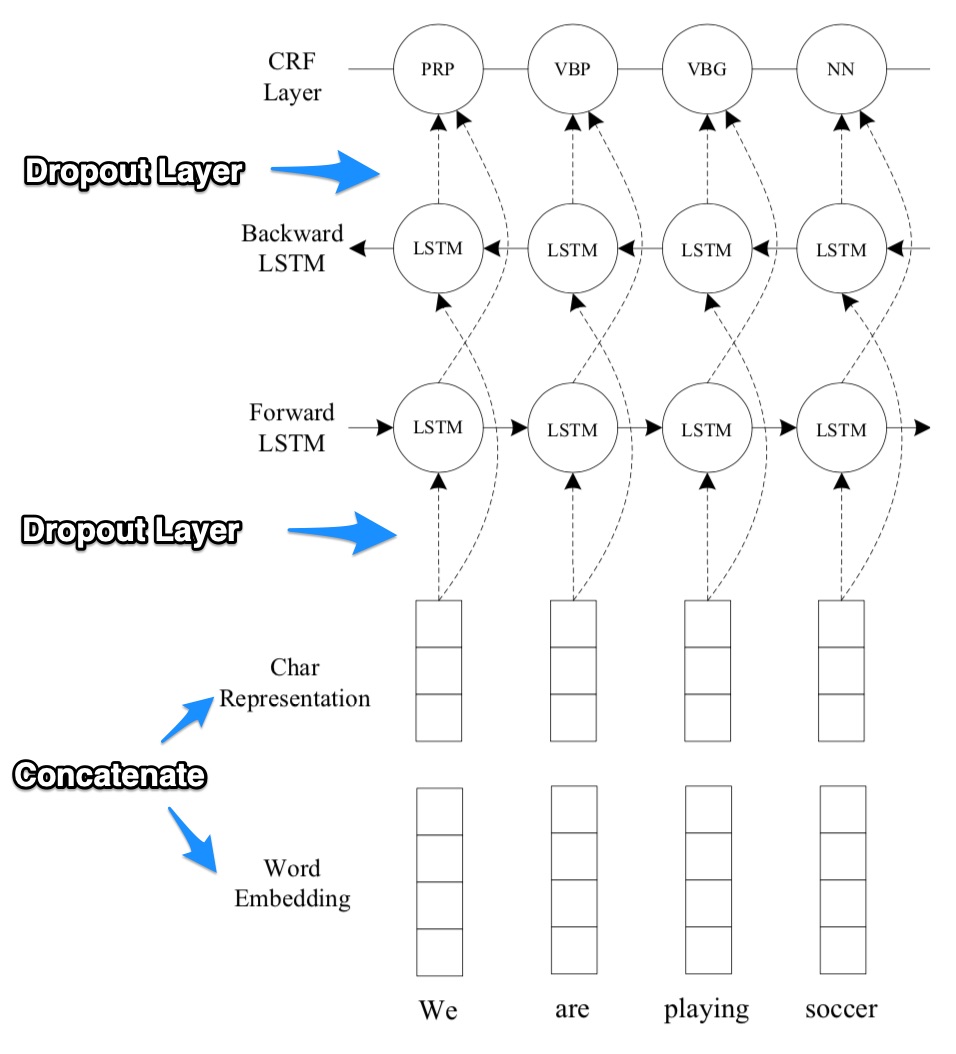 CRF
Layer
PRP VBP VBG NN
Dropout Layer
Backward
LSTM
LSTM LSTM LSTM LSTM
Forward
LSTM
LSTM LSTM LSTM LSTM
Dropout Layer
Char
Representation
Concatenate
Word
Embedding
We are playing soccer